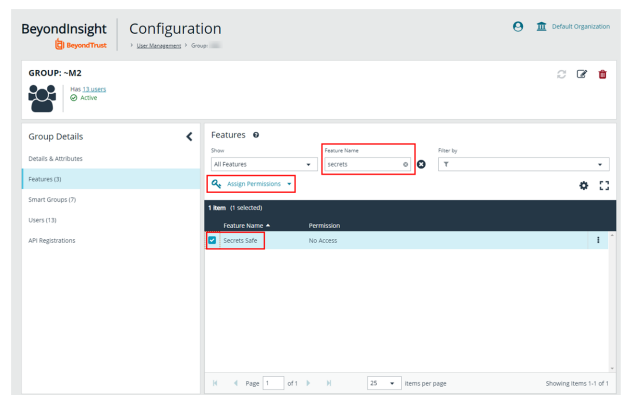 BeyondInsight
BeyondTrust
Configuration
User Management > Group:
Default Organization
GROUP: ~M2
Has 13 users
Active
Group Details
Details & Attributes
Features (3)
Smart Groups (7)
Users (13)
API Registrations
Features
Show
Feature Name
Filter by
All Features
secrets
Assign Permissions
1 item (1 selected)
Feature Name
Permission
Secrets Safe
No Access
Page 1 of 1
25
items per page
Showing items 1-1 of 1